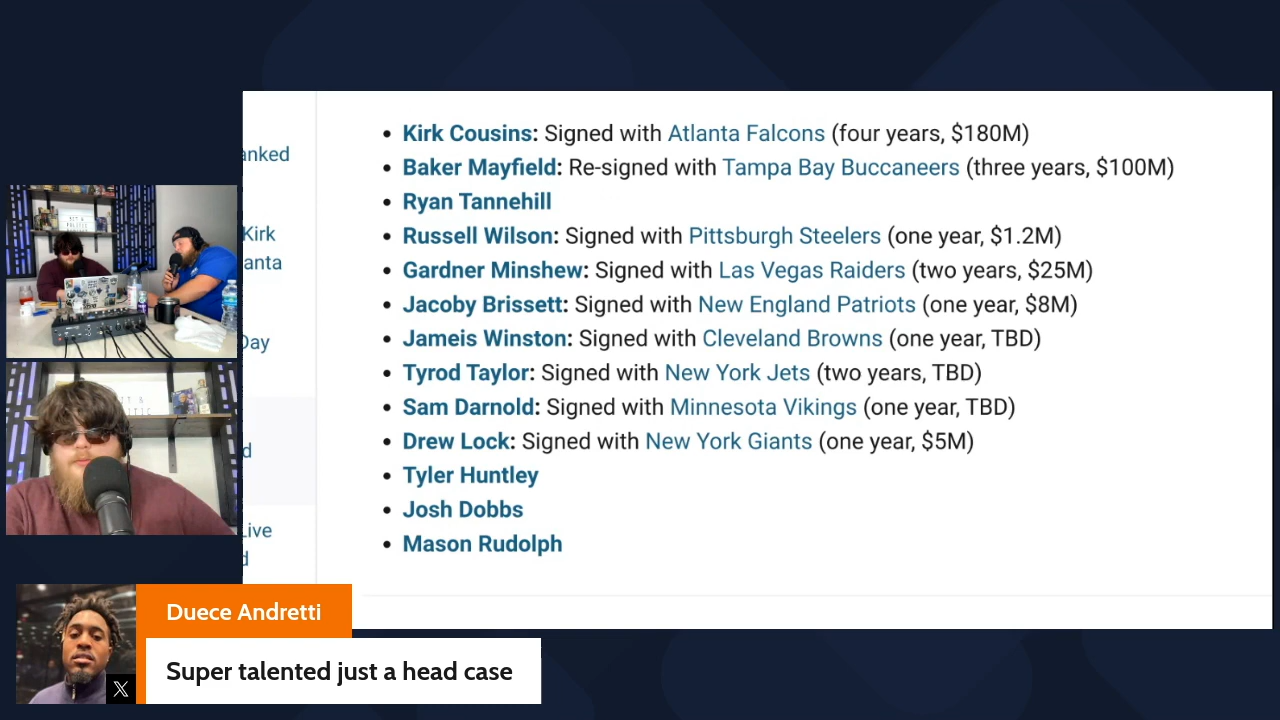 anked
Kirk
anta
Day
d
Live
d
• Kirk Cousins: Signed with Atlanta Falcons (four years, $180M)
• Baker Mayfield: Re-signed with Tampa Bay Buccaneers (three years, $100M)
• Ryan Tannehill
• Russell Wilson: Signed with Pittsburgh Steelers (one year, $1.2M)
• Gardner Minshew: Signed with Las Vegas Raiders (two years, $25M)
• Jacoby Brissett: Signed with New England Patriots (one year, $8M)
• Jameis Winston: Signed with Cleveland Browns (one year, TBD)
• Tyrod Taylor: Signed with New York Jets (two years, TBD)
• Sam Darnold: Signed with Minnesota Vikings (one year, TBD)
• Drew Lock: Signed with New York Giants (one year, $5M)
• Tyler Huntley
• Josh Dobbs
• Mason Rudolph
Duece Andretti
Super talented just a head case